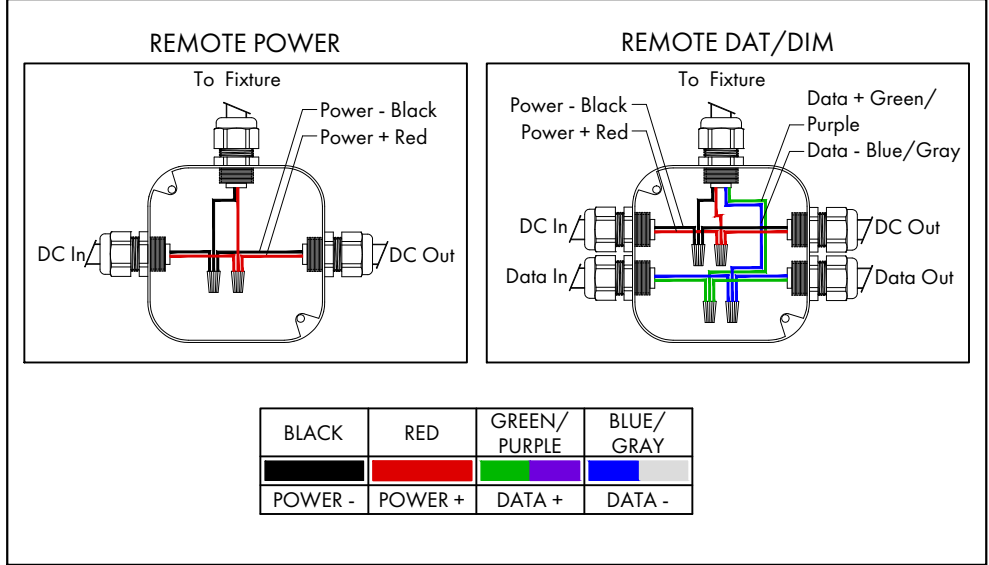 REMOTE POWER
To Fixture
Power - Black
Power + Red
DC In
DC Out
REMOTE DAT/DIM
To Fixture
Power - Black
Power + Red
Data + Green/
Purple
Data - Blue/Gray
DC In
DC Out
Data In
Data Out
BLACK
RED
GREEN/
PURPLE
BLUE/
GRAY
POWER -
POWER +
DATA +
DATA -